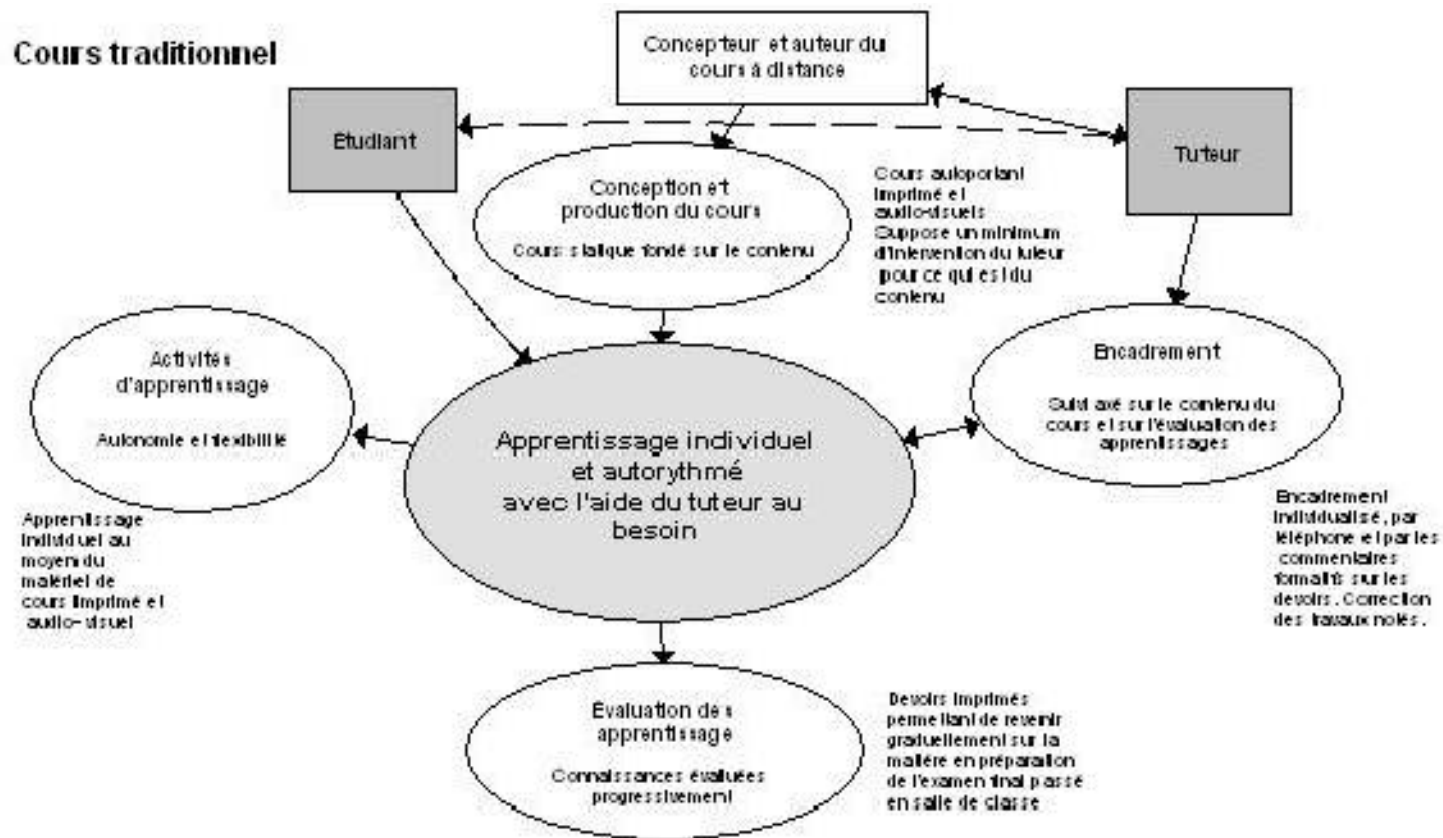 Cours traditionnel
Concepteur et auteur du
cours à distance
Étudiant
Tuteur
Conception et
production du cours
Cours statique fondé sur le contenu
Cours autoportant
imprimé et
audio-visuels
Suppose un minimum
d'intervention du tuteur
pour ce qui est du
contenu
Activités
d'apprentissage
Autonomie et flexibilité
Apprentissage
individuel au
moyen du
matériel de
cours imprimé et
audio-visuel
Apprentissage individuel
et autorythmé
avec l'aide du tuteur au
besoin
Encadrement
Suivi axé sur le contenu du
cours et sur l'évaluation des
apprentissages
Encadrement
individualisé, par
téléphone et par les
commentaires
formatifs sur les
devoirs. Correction
des travaux notés.
Évaluation des
apprentissage
Connaissances évaluées
progressivement
Devoirs imprimés
permettant de revenir
graduellement sur la
matière en préparation
de l'examen final passé
en salle de classe